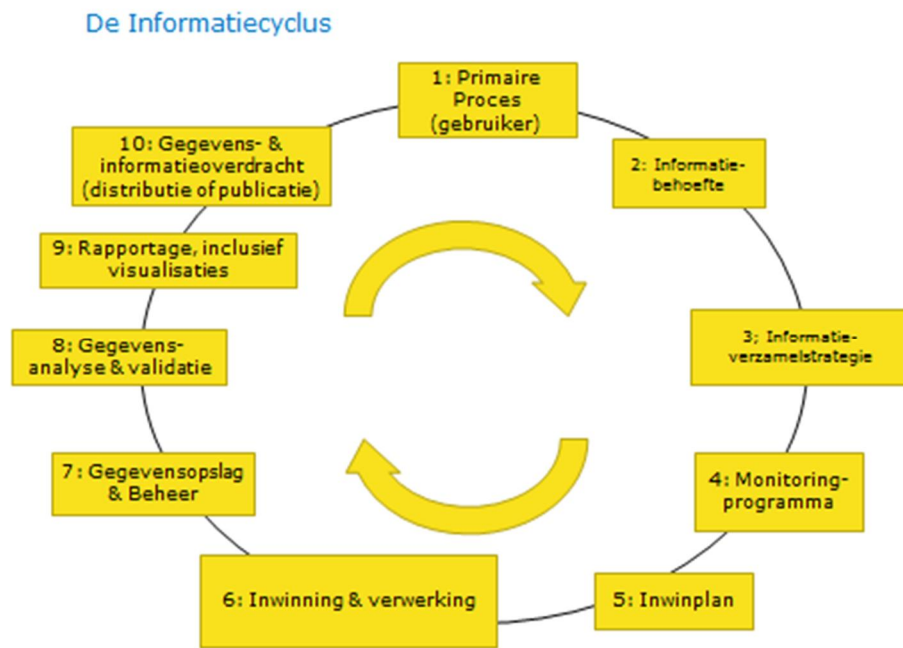 De Informatiecyclus
1: Primaire
Proces
(gebruiker)
2: Informatie-
behoefte
3; Informatie-
verzamelstrategie
4: Monitoring-
programma
5: Inwinplan
6: Inwinning & verwerking
7: Gegevensopslag
& Beheer
8: Gegevens-
analyse & validatie
9: Rapportage, inclusief
visualisaties
10: Gegevens- &
informatieoverdracht
(distributie of publicatie)